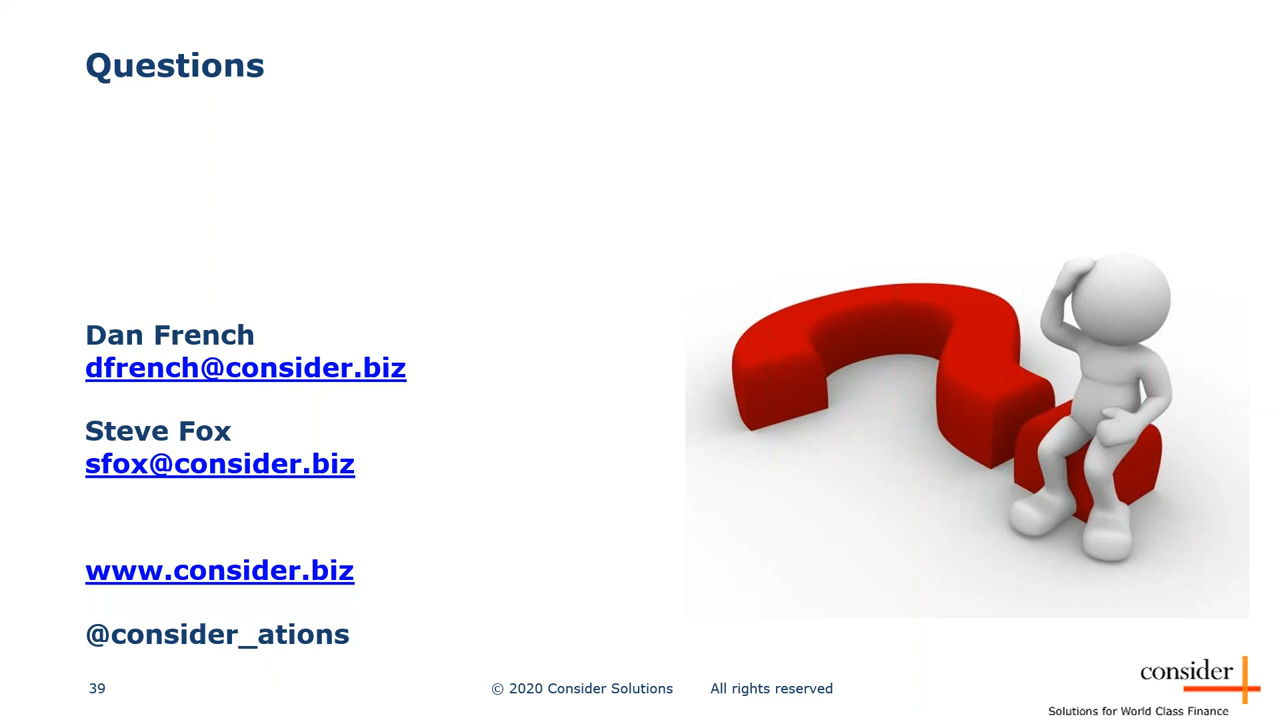 Questions
Dan French
dfrench@consider.biz
Steve Fox
sfox@consider.biz
www.consider.biz
@consider_ations
39
© 2020 Consider Solutions All rights reserved
consider
Solutions for World Class Finance